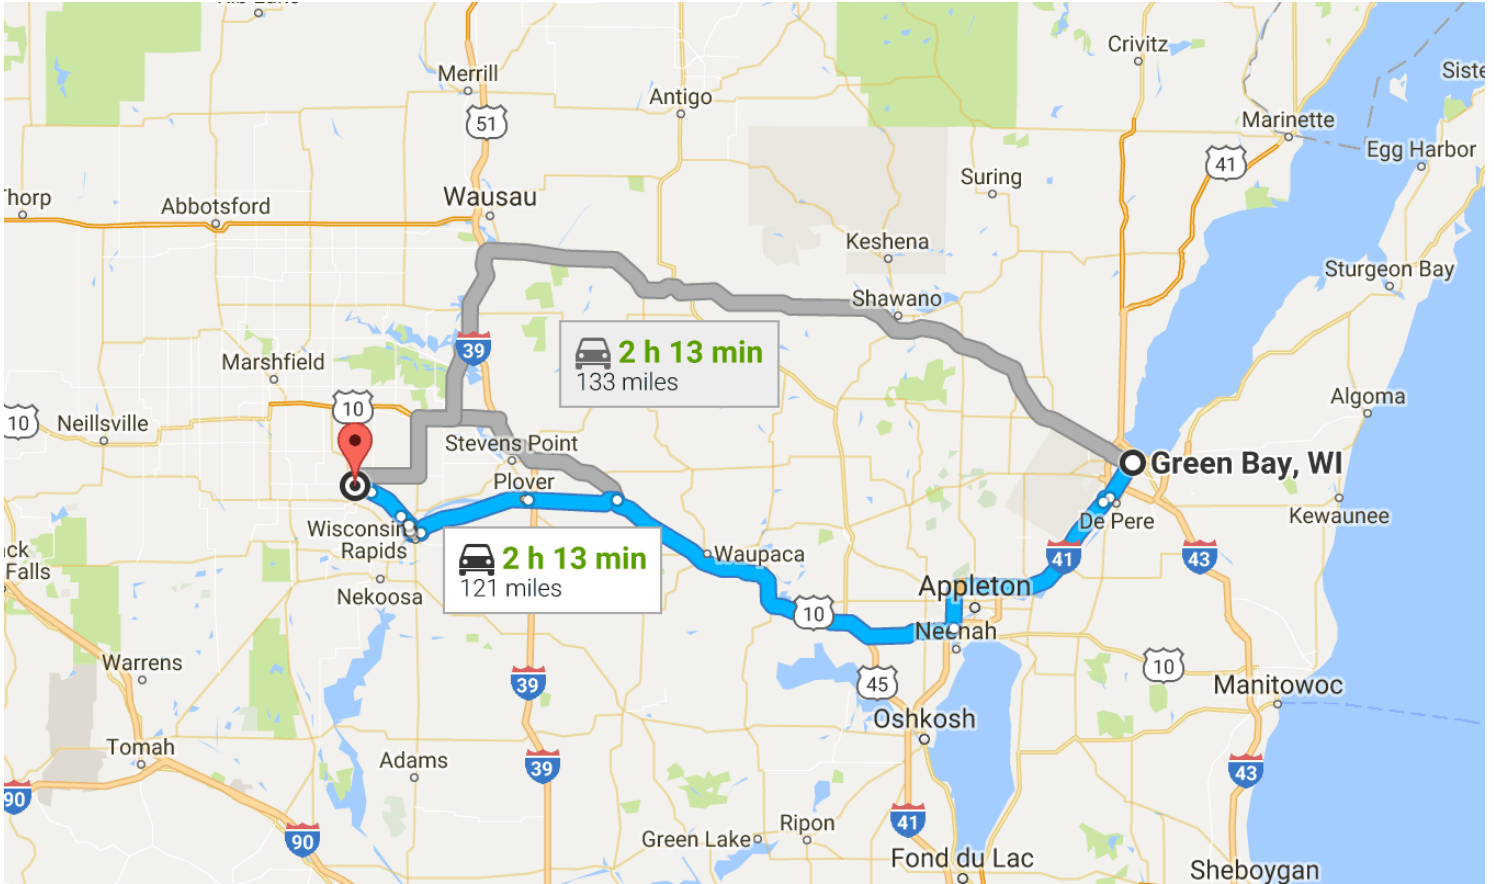 Crivitz
Merrill
Antigo
51
Marinette
Egg Harbor
41
Suring
Wausau
Abbotsford
Keshena
Sturgeon Bay
Shawano
2 h 13 min
133 miles
39
Marshfield
10
Algoma
10
Neillsville
Stevens Point
Green Bay, WI
Plover
Kewaunee
De Pere
Wisconsin
Rapids
2 h 13 min
121 miles
Waupaca
41
43
Falls
Appleton
Nekoosa
10
Neenah
Warrens
10
39
45
Manitowoc
Oshkosh
Tomah
Adams
39
43
90
41
Ripon
90
Green Lake
Fond du Lac
Sheboygan